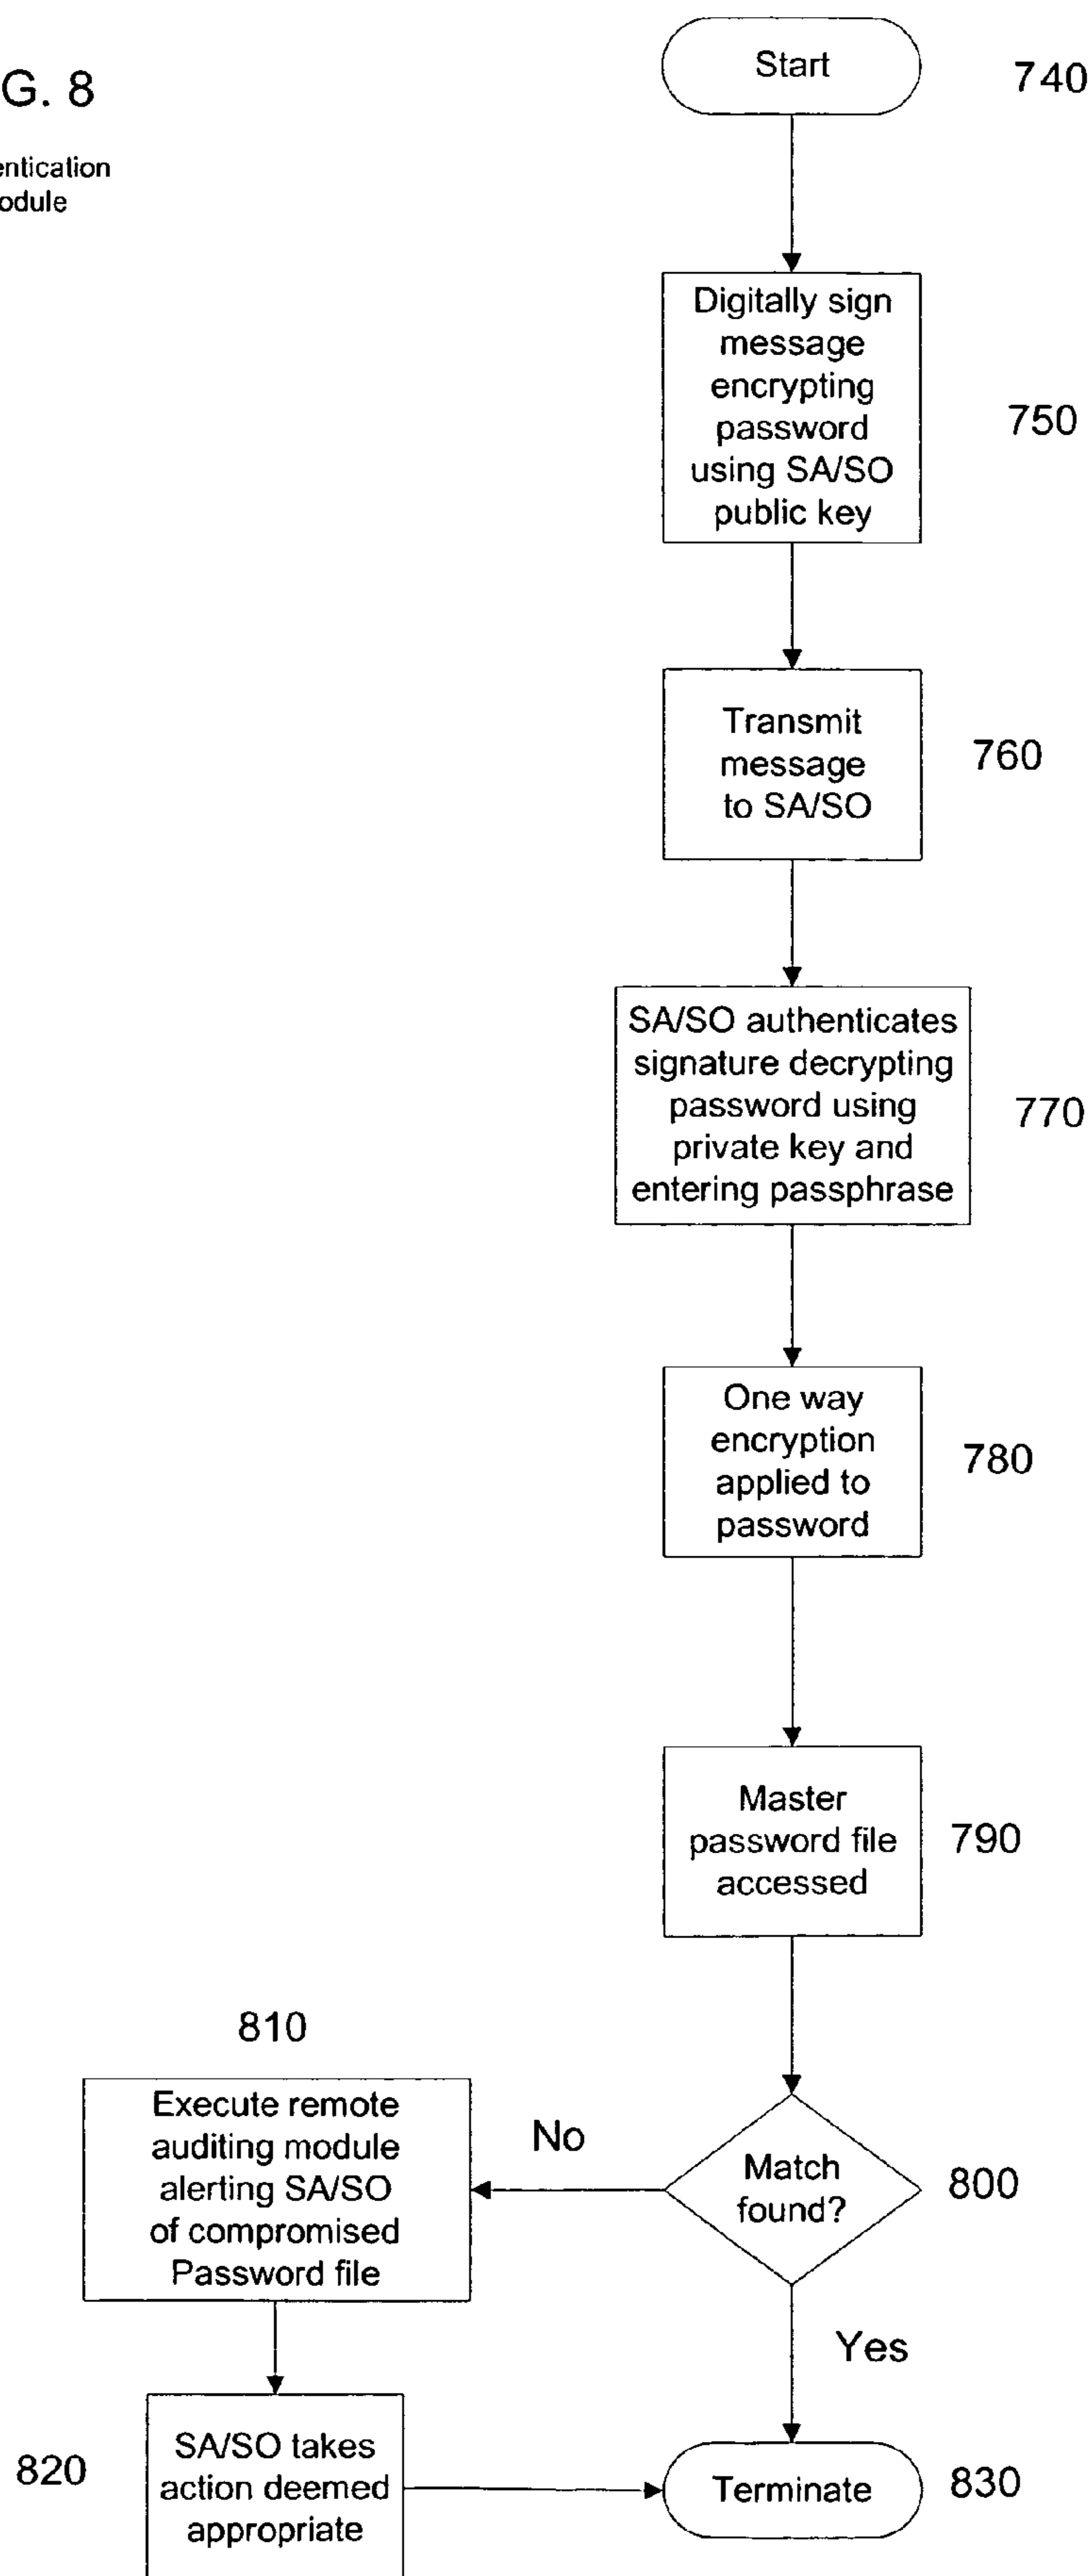 G. 8
entication
odule
Start
740
Digitally sign
message
encrypting
password
using SA/SO
public key
750
Transmit
message
to SA/SO
760
SA/SO authenticates
signature decrypting
password using
private key and
entering passphrase
770
One way
encryption
applied to
password
780
Master
password file
accessed
790
810
Execute remote
auditing module
alerting SA/SO
of compromised
Password file
No
Match
found?
800
Yes
820
SA/SO takes
action deemed
appropriate
Terminate
830